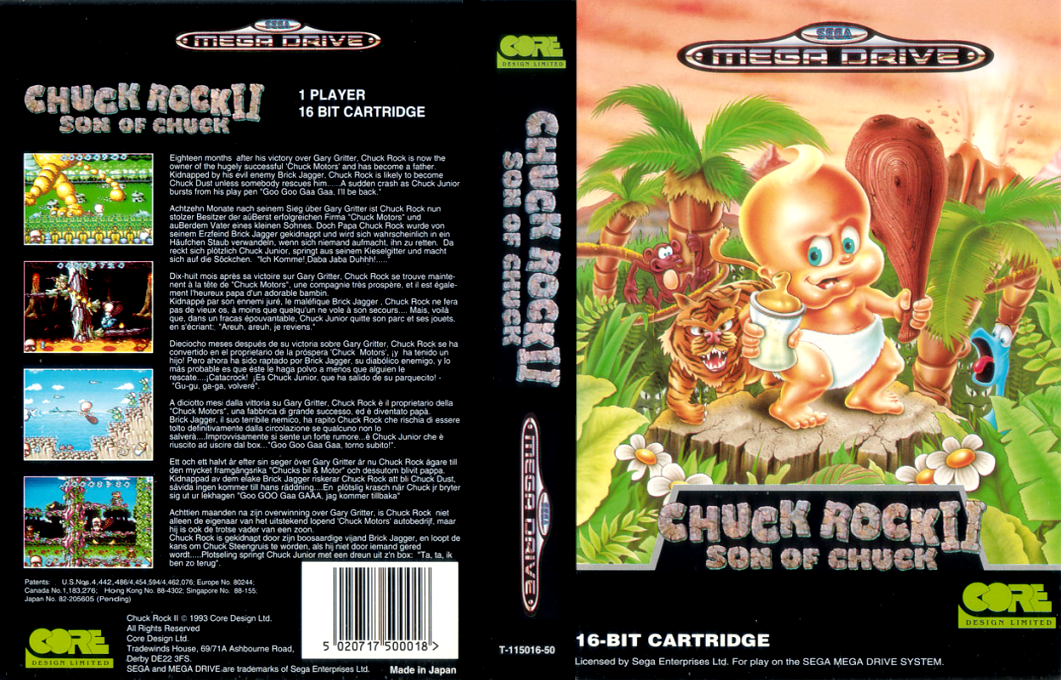 SEGA
MEGA DRIVE
CHUCK ROCK II
SON OF CHUCK
1 PLAYER
16 BIT CARTRIDGE
Eighteen months after his victory over Gary Gritter, Chuck Rock is now the
owner of the hugely successful 'Chuck Motors' and has become a father.
Kidnapped by his evil enemy Brick Jagger, Chuck Rock is likely to become
Chuck Dust unless somebody rescues him......A sudden crash as Chuck Junior
bursts from his play pen "Goo Goo Gaa Gaa, I'll be back."
Achtzehn Monate nach seinem Sieg über Gary Gritter ist Chuck Rock nun
stolzer Besitzer der aüBerst erfolgreichen Firma "Chuck Motors" und
auBerdem Vater eines kleinen Sohnes. Doch Papa Chuck Rock wurde von
seinem Erzfeind Brick Jagger gekidnappt und wird sich wahrscheinlich in ein
Häufchen Staub verwandeln, wenn sich niemand aufmacht, ihn zu retten. Da
reckt sich plötzlich Chuck Junior, springt aus seinem Kieselgitter und macht
sich auf die Söckchen. "Ich Komme! Daba Jaba Duhhh!....."
Dix-huit mois après sa victoire sur Gary Gritter, Chuck Rock se trouve mainte-
nent à la tête de "Chuck Motors", une compagnie très prospère, et il est égale-
ment l'heureux papa d'un adorable bambin.
Kidnappé par son ennemi juré, le maléfique Brick Jagger , Chuck Rock ne fera
pas de vieux os, à moins que quelqu'un ne vole à son secours.... Mais, voilà
que, dans un fracas épouvantable, Chuck Junior quitte son parc et ses jouets,
en s'écriant:. "Areuh, areuh, je reviens."
Dieciocho meses después de su victoria sobre Gary Gritter, Chuck Rock se ha
convertido en el proprietario de la próspera 'Chuck Motors', ¡y ha tenido un
hijo! Pero ahora ha sido raptado por Brick Jagger, su diabólico enemigo, y lo
más probable es que éste le haga polvo a menos que alguien le
rescate....¡Catacrock! ¡Es Chuck Junior, que ha salido de su parquecito! -
"Gu-gu, ga-ga, volveré".
A diciotto mesi dalla vittoria su Gary Gritter, Chuck Rock è il proprietario della
"Chuck Motors", una fabbrica di grande successo, ed è diventato papà.
Brick Jagger, il suo terribile nemico, ha rapito Chuck Rock che rischia di essere
tolto definitivamente dalla circolazione se qualcuno non lo
salverà....Improvvisamente si sente un forte rumore...è Chuck Junior che è
riuscito ad uscire dal box..."Goo Goo Gaa Gaa, torno subito!".
Ett och ett halvt år efter sin seger över Gary Gritter är nu Chuck Rock ägare till
den mycket framgångsrika "Chucks bil & Motor" och dessutom blivit pappa.
Kidnappad av dem elake Brick Jagger riskerar Chuck Rock att bli Chuck Dust,
såvida ingen kommer till hans räddning....En plötslig krasch när Chuck jr bryter
sig ut ur lekhagen "Goo GOO Gaa GAAA, jag kommer tillbaka"
Achttien maanden na zijn overwinning over Gary Gritter, is Chuck Rock niet
alleen de eigenaar van het uitstekend lopend 'Chuck Motors' autobedrijf, maar
hij is ook de trotse vader van een zoon.
Chuck Rock is gekidnapt door zijn boosaardige vijand Brick Jagger, en loopt de
kans om Chuck Steengruis te worden, als hij niet door iemand gered
wordt.....Plotseling springt Chuck Junior met een dreun uit z'n box: "Ta, ta, ik
ben zo terug".
Patents: U.S.Nos.4,442,486/4,454,594/4,462,076; Europe No. 80244;
Canada No.1,183,276; Hong Kong No. 88-4302; Singapore No. 88-155.
Japan No. 82-205605 (Pending)
CORE
DESIGN LIMITED
Chuck Rock II © 1993 Core Design Ltd.
All Rights Reserved
Core Design Ltd.
Tradewinds House, 69/71A Ashbourne Road,
Derby DE22 3FS.
SEGA and MEGA DRIVE are trademarks of Sega Enterprises Ltd.
5 020717 500018 >
Made in Japan
CORE
DESIGN LIMITED
CHUCK ROCK II
SON OF CHUCK
SEGA
MEGA DRIVE
T-115016-50
SEGA
MEGA DRIVE
CHUCK ROCK II
SON OF CHUCK
CORE
DESIGN LIMITED
16-BIT CARTRIDGE
Licensed by Sega Enterprises Ltd. For play on the SEGA MEGA DRIVE SYSTEM.